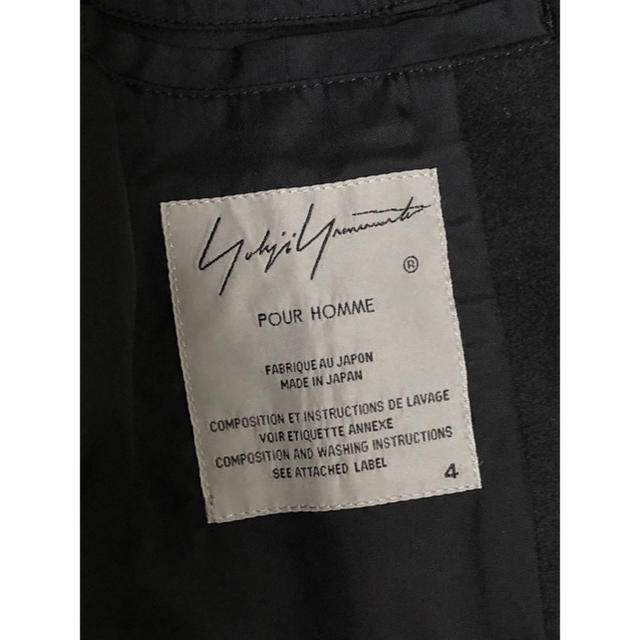 Yohji Yamamoto
®
POUR HOMME
FABRIQUE AU JAPON
MADE IN JAPAN
COMPOSITION ET INSTRUCTIONS DE LAVAGE
VOIR ETIQUETTE ANNEXE
COMPOSITION AND WASHING INSTRUCTIONS
SEE ATTACHED LABEL
4